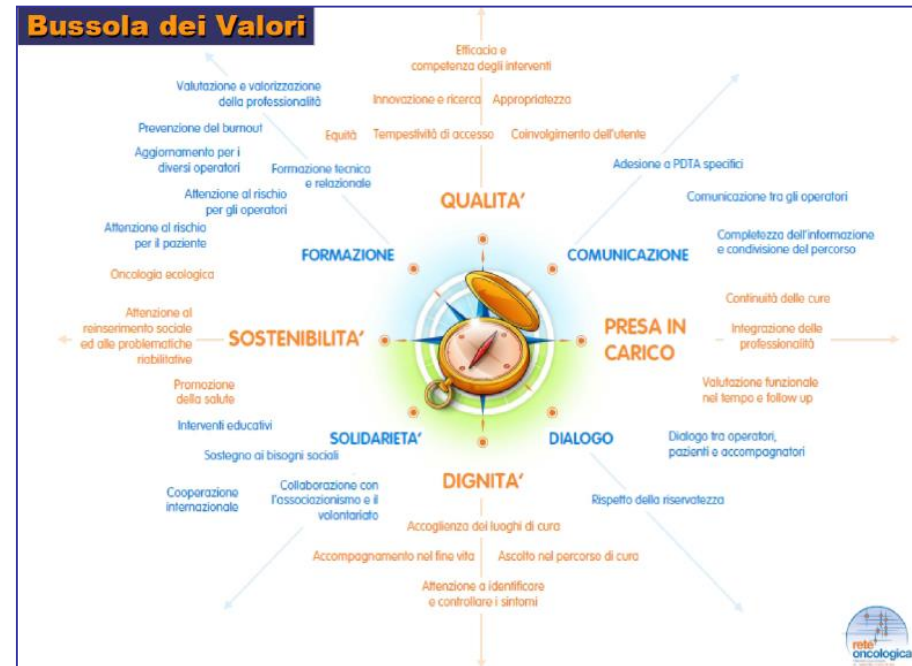 Bussola dei Valori
Efficacia e
competenza degli interventi
Innovazione e ricerca
Appropriatezza
Equità
Tempestività di accesso
Coinvolgimento dell'utente
QUALITA'
Valutazione e valorizzazione
della professionalità
Prevenzione del burnout
Aggiornamento per i
diversi operatori
Formazione tecnica
e relazionale
Attenzione al rischio
per gli operatori
Attenzione al rischio
per il paziente
FORMAZIONE
Adesione a PDTA specifici
Comunicazione tra gli operatori
Completezza dell'informazione
e condivisione del percorso
COMUNICAZIONE
Oncologia ecologica
Attenzione al
reinserimento sociale
ed alle problematiche
riabilitative
SOSTENIBILITA'
Promozione
della salute
Continuità delle cure
PRESA IN
CARICO
Integrazione delle
professionalità
Valutazione funzionale
nel tempo e follow up
Interventi educativi
SOLIDARIETA'
Sostegno ai bisogni sociali
Cooperazione
internazionale
Collaborazione con
l'associazionismo e il
volontariato
DIALOGO
Dialogo tra operatori,
pazienti e accompagnatori
Rispetto della riservatezza
DIGNITA'
Accoglienza dei luoghi di cura
Accompagnamento nel fine vita
Ascolto nel percorso di cura
Attenzione a identificare
e controllare i sintomi
rete
oncologica